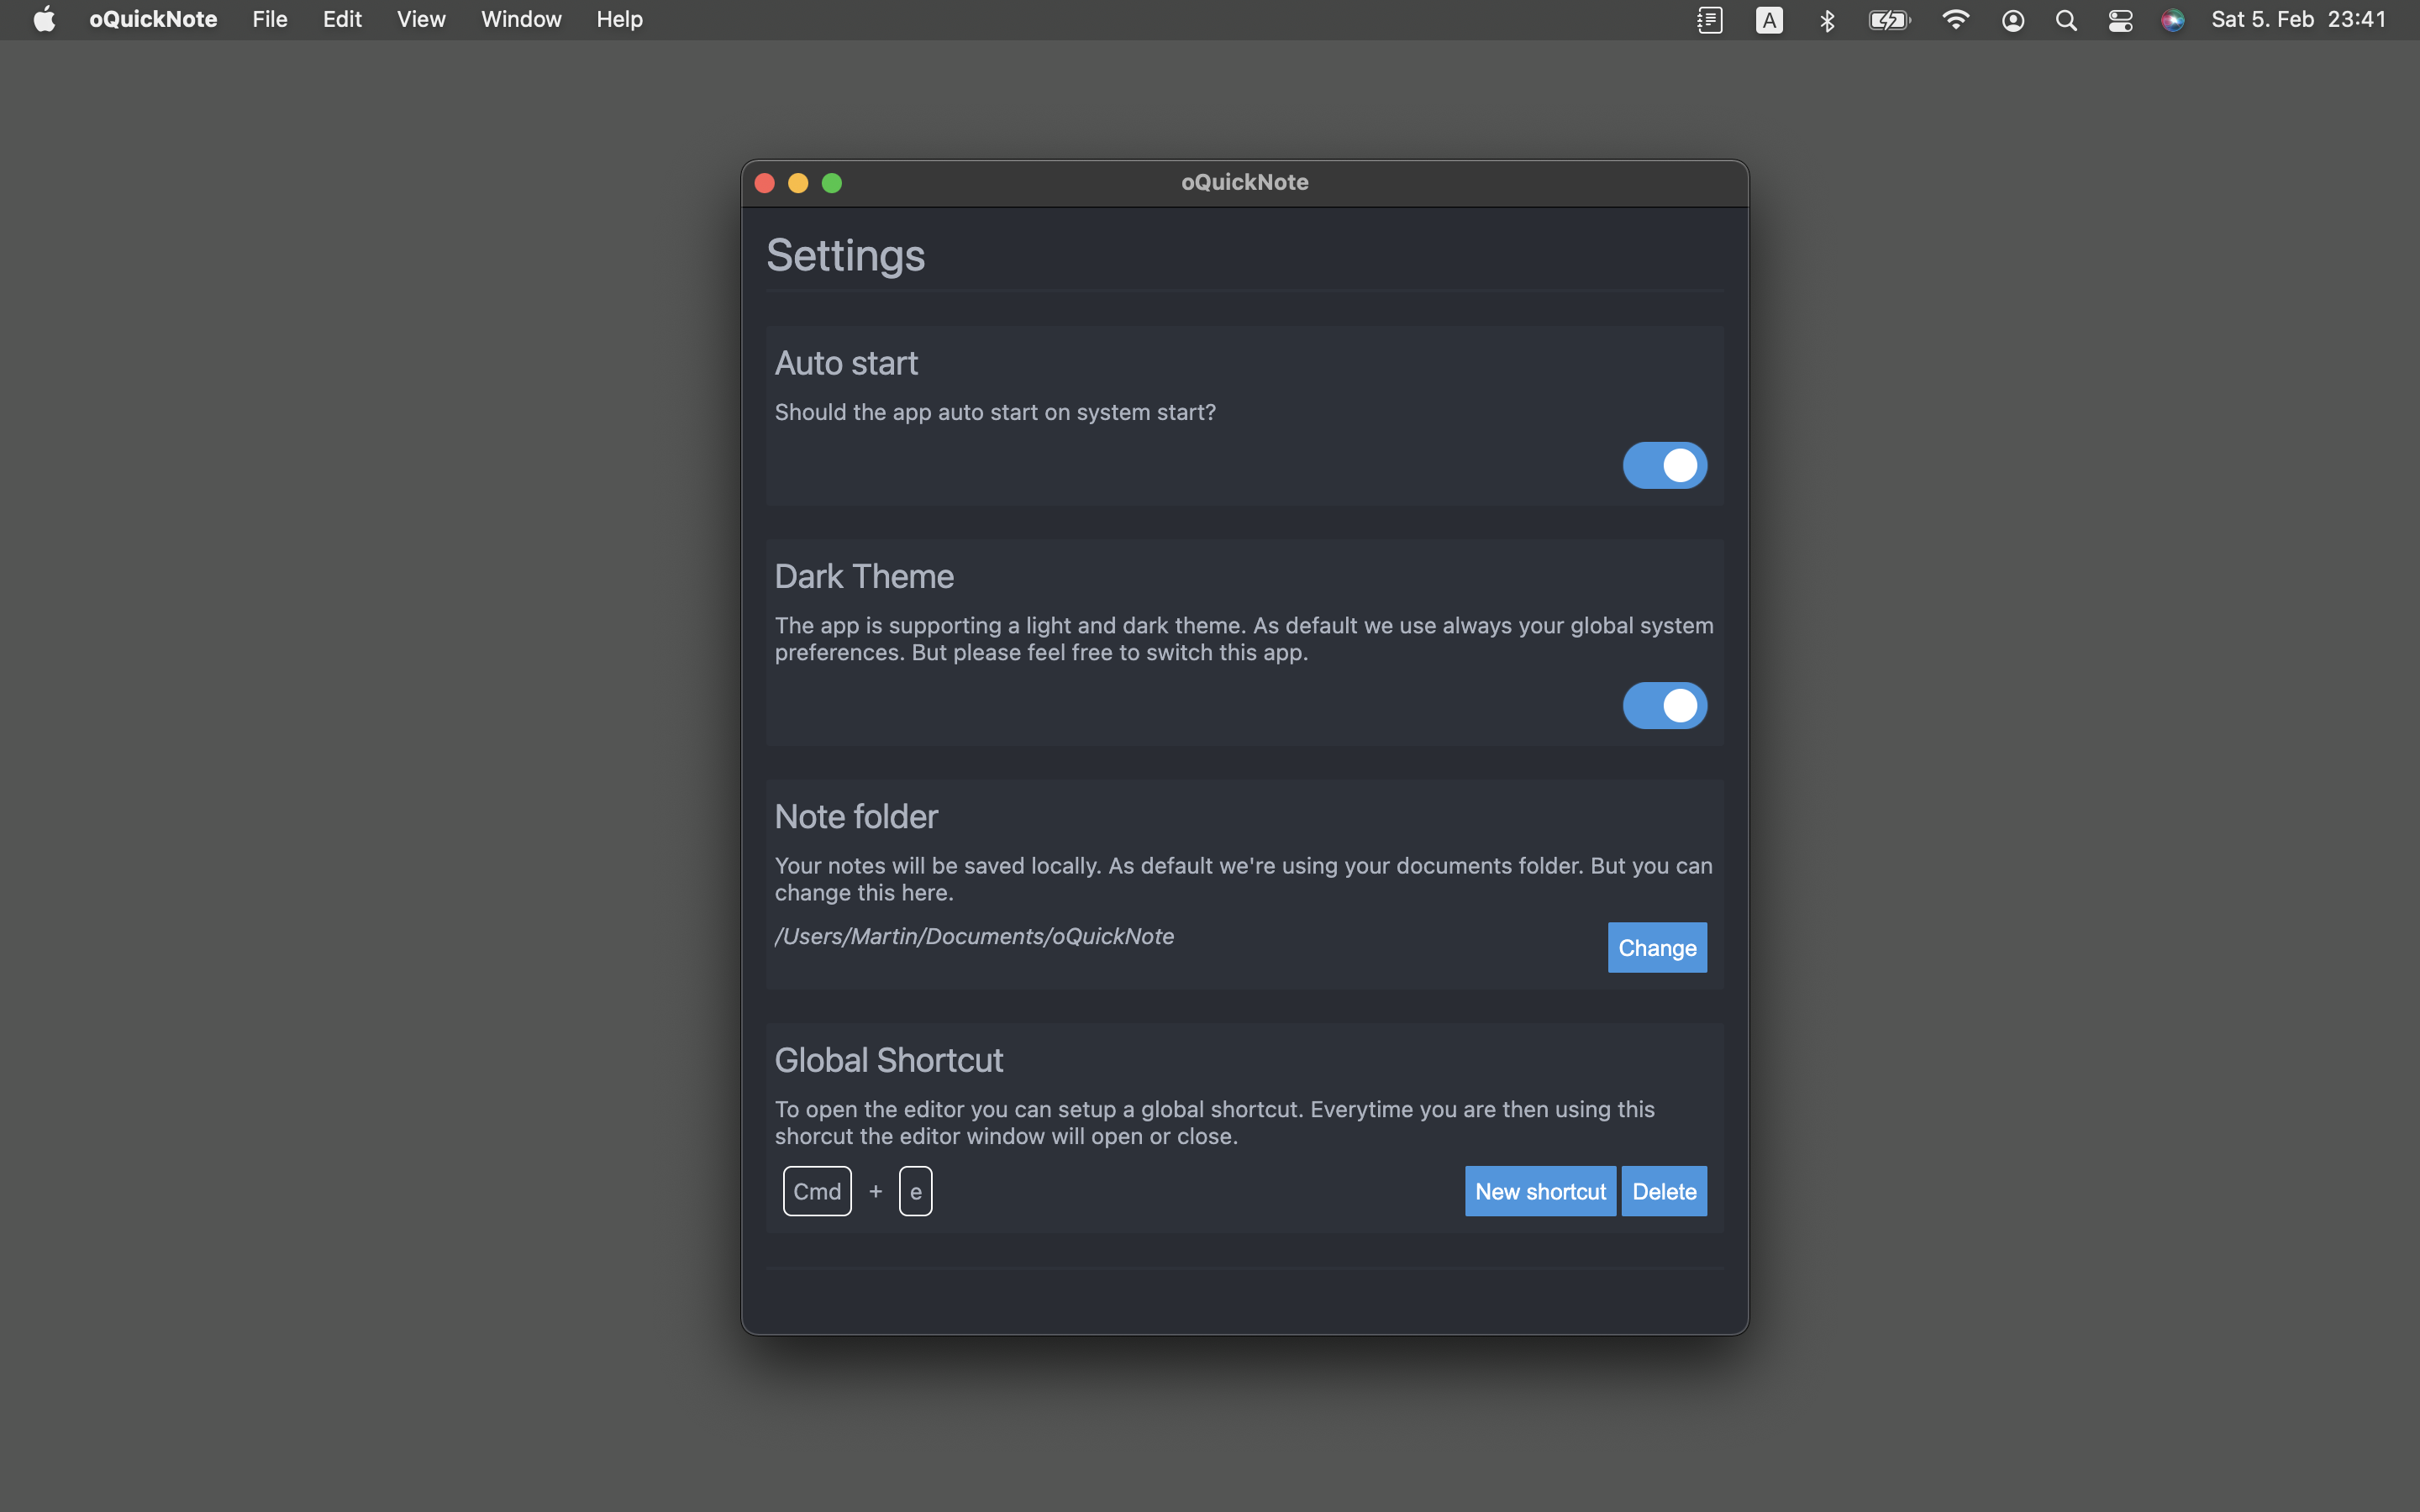 oQuickNote File Edit View Window Help A Sat 5. Feb 23:41
oQuickNote
Settings
Auto start
Should the app auto start on system start?
Dark Theme
The app is supporting a light and dark theme. As default we use always your global system
preferences. But please feel free to switch this app.
Note folder
Your notes will be saved locally. As default we're using your documents folder. But you can
change this here.
/Users/Martin/Documents/oQuickNote Change
Global Shortcut
To open the editor you can setup a global shortcut. Everytime you are then using this
shorcut the editor window will open or close.
Cmd + e New shortcut Delete